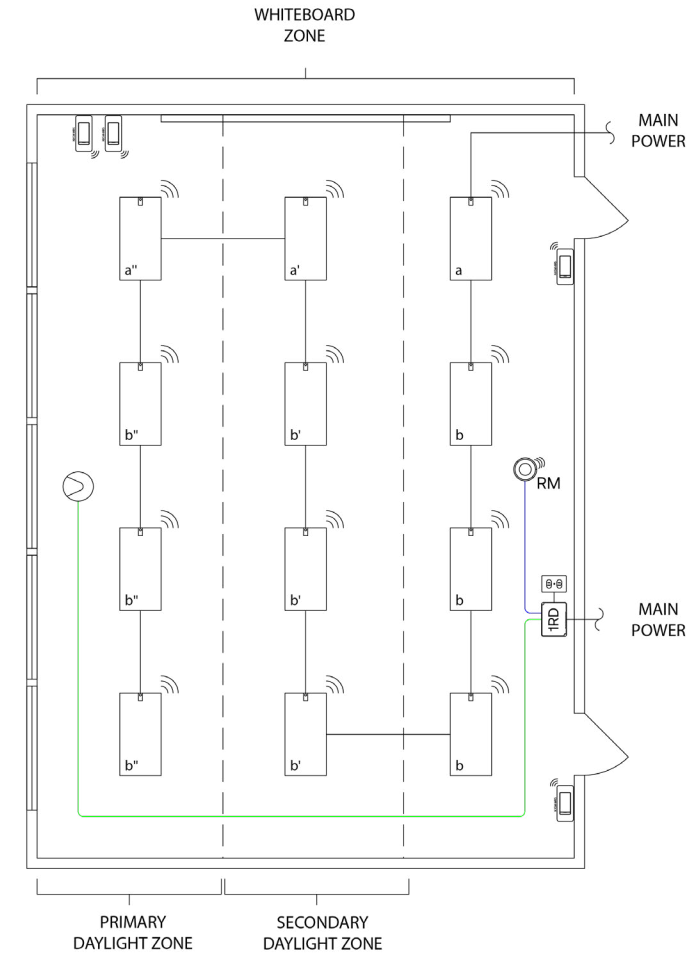 WHITEBOARD
ZONE
MAIN
POWER
a"
a'
a
b"
b'
b
RM
b"
b'
b
1RD
MAIN
POWER
b"
b'
b
PRIMARY
DAYLIGHT ZONE
SECONDARY
DAYLIGHT ZONE